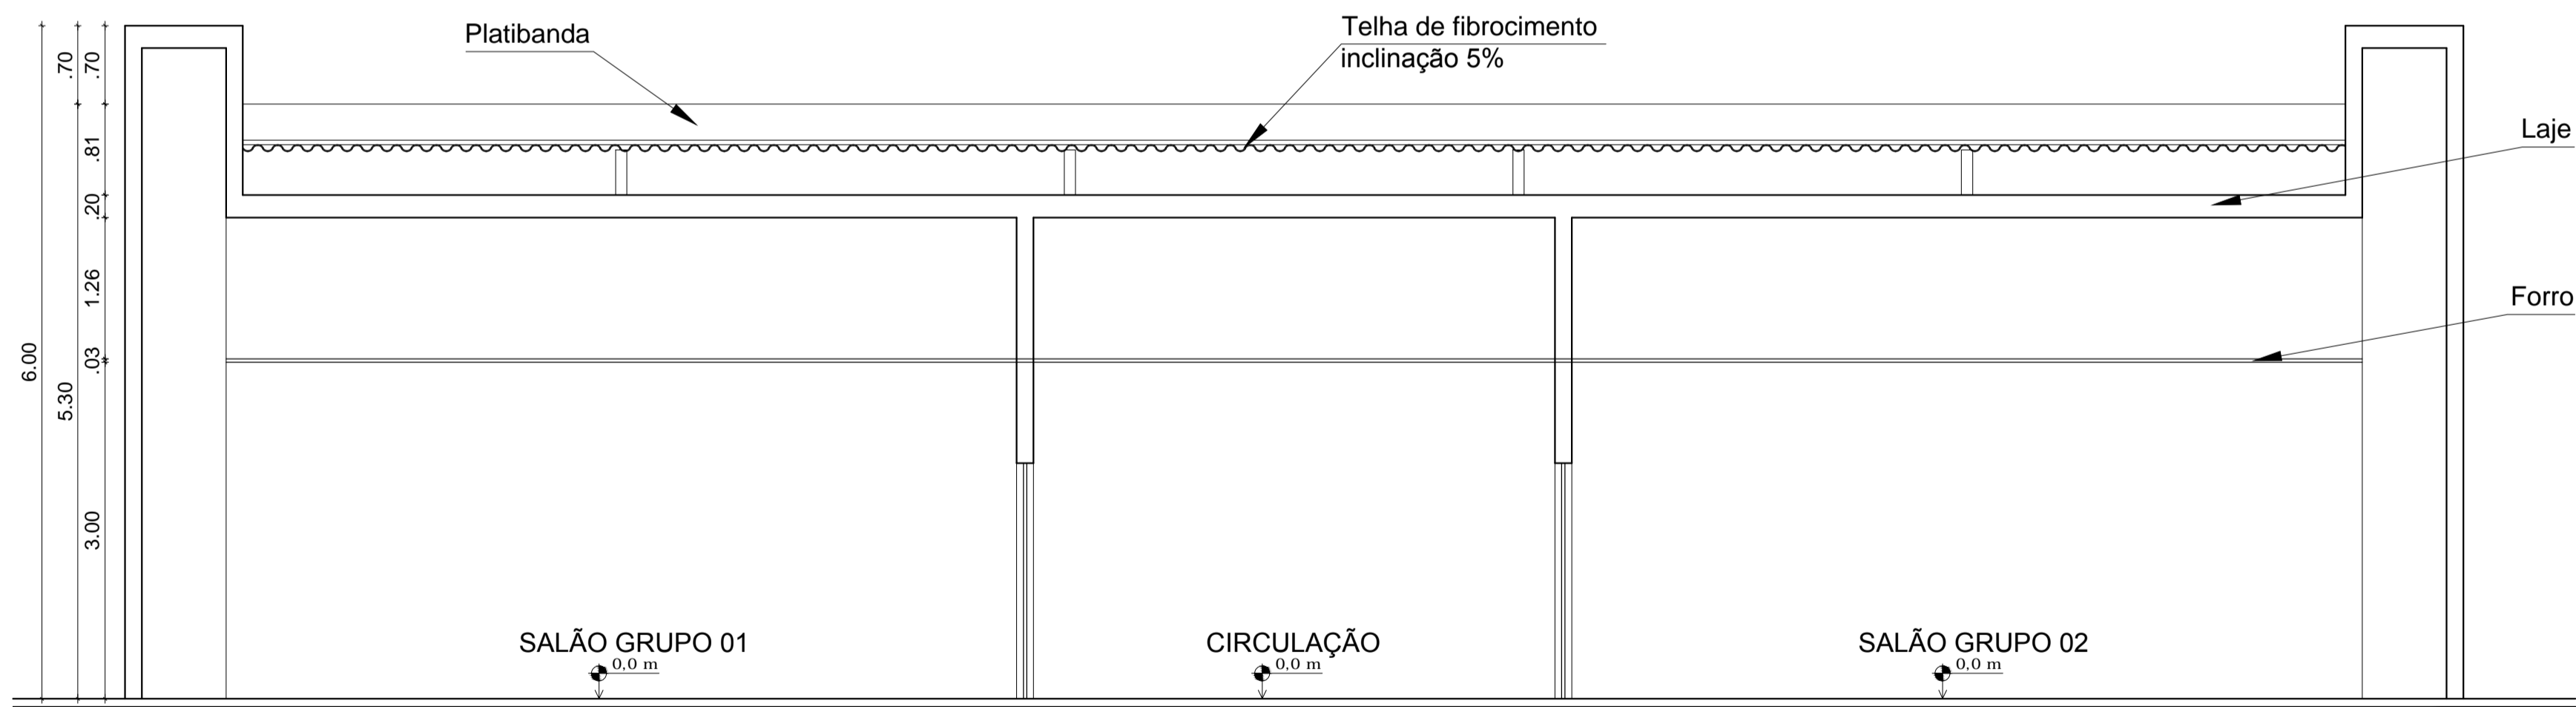 Platibanda
Telha de fibrocimento
inclinação 5%
Laje
Forro
.70
.70
.81
.20
1.26
.03
6.00
5.30
3.00
SALÃO GRUPO 01
0,0 m
CIRCULAÇÃO
0,0 m
SALÃO GRUPO 02
0,0 m